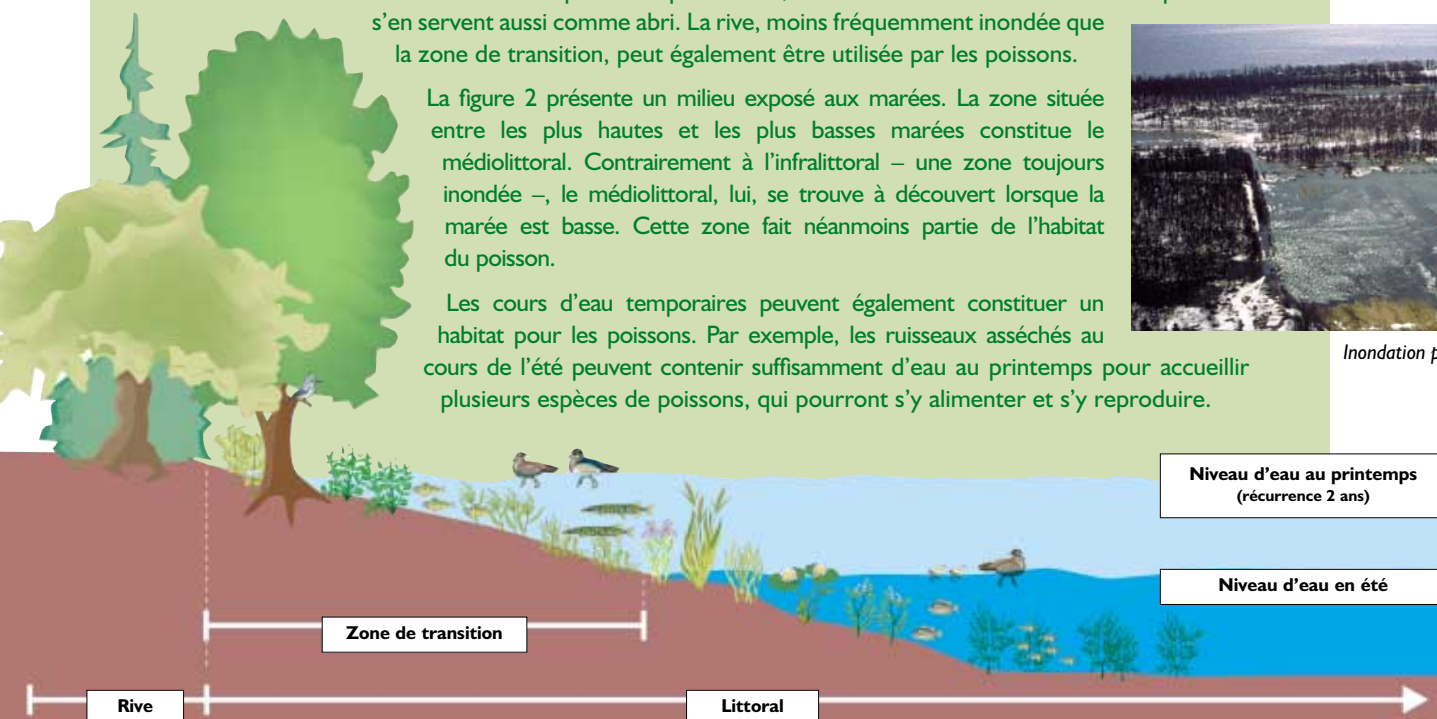 s'en servent aussi comme abri. La rive, moins fréquemment inondée que
la zone de transition, peut également être utilisée par les poissons.
La figure 2 présente un milieu exposé aux marées. La zone située
entre les plus hautes et les plus basses marées constitue le
médiolittoral. Contrairement à l'infralittoral – une zone toujours
inondée –, le médiolittoral, lui, se trouve à découvert lorsque la
marée est basse. Cette zone fait néanmoins partie de l'habitat
du poisson.
Les cours d'eau temporaires peuvent également constituer un
habitat pour les poissons. Par exemple, les ruisseaux asséchés au
cours de l'été peuvent contenir suffisamment d'eau au printemps pour accueillir
plusieurs espèces de poissons, qui pourront s'y alimenter et s'y reproduire.
Inondation
Niveau d'eau au printemps
(récurrence 2 ans)
Niveau d'eau en été
Zone de transition
Rive
Littoral